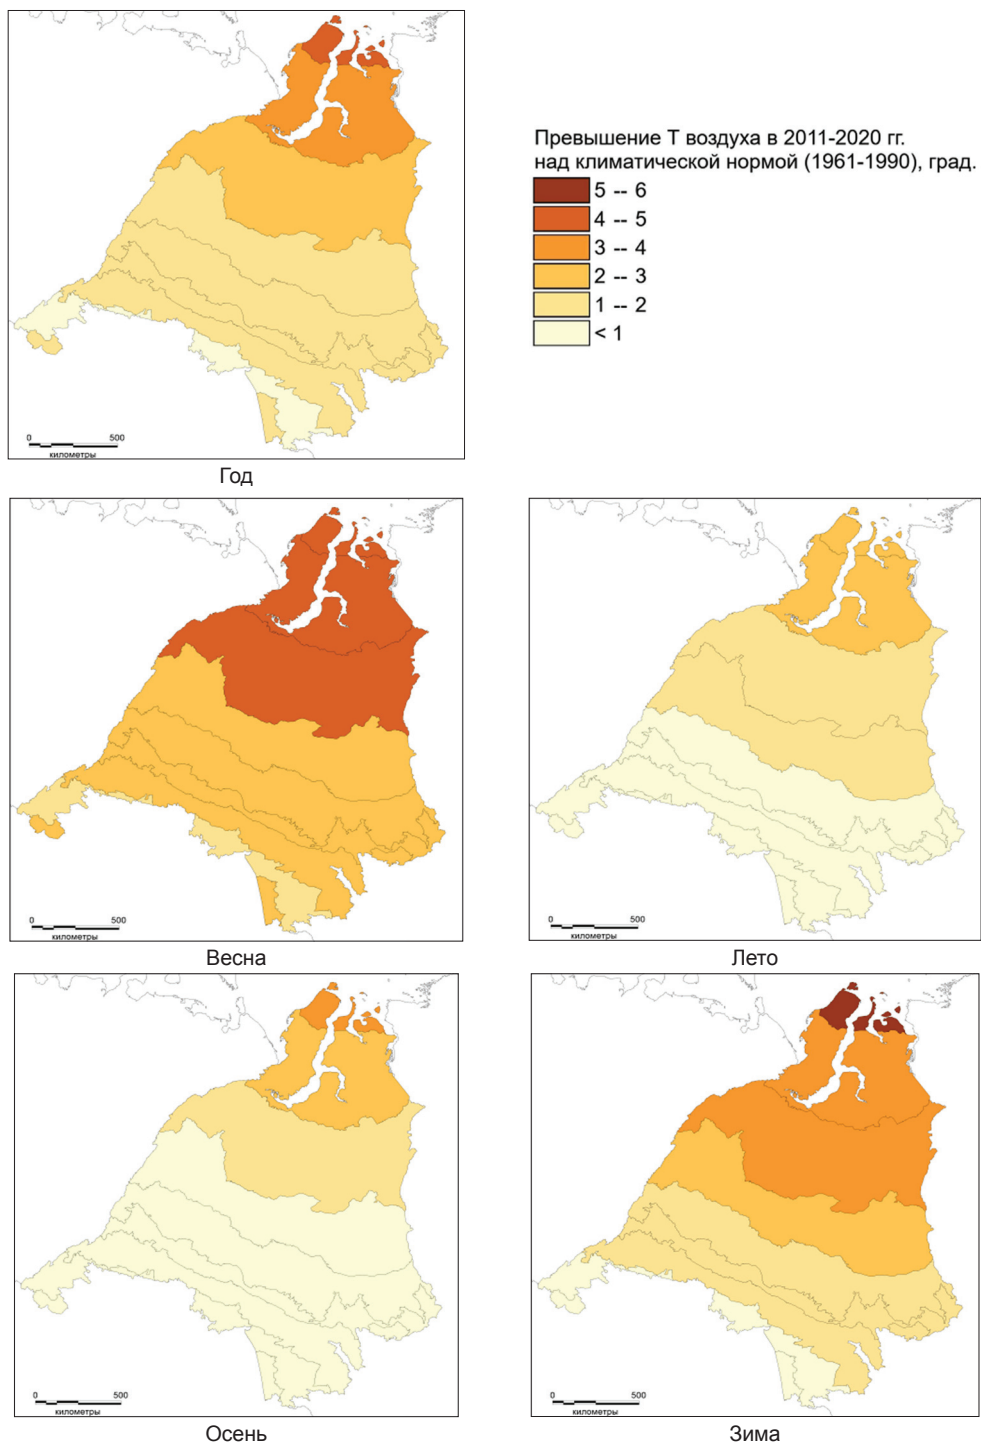 Превышение Т воздуха в 2011-2020 гг.
над климатической нормой (1961-1990), град.
5 -- 6
4 -- 5
3 -- 4
2 -- 3
1 -- 2
< 1
0 500
километры
Год
0 500
километры
Весна
0 500
километры
Лето
0 500
километры
Осень
0 500
километры
Зима